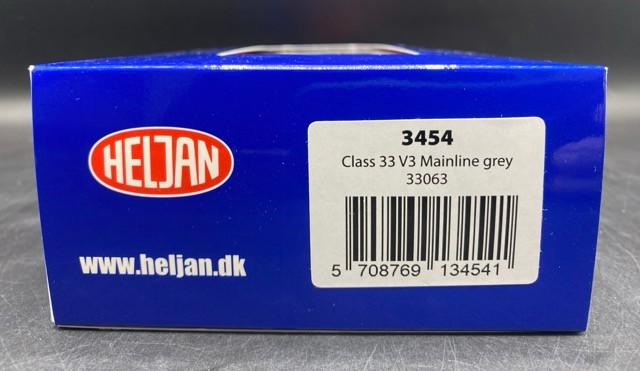 HELJAN
www.heljan.dk
3454
Class 33 V3 Mainline grey
33063
5 708769 134541